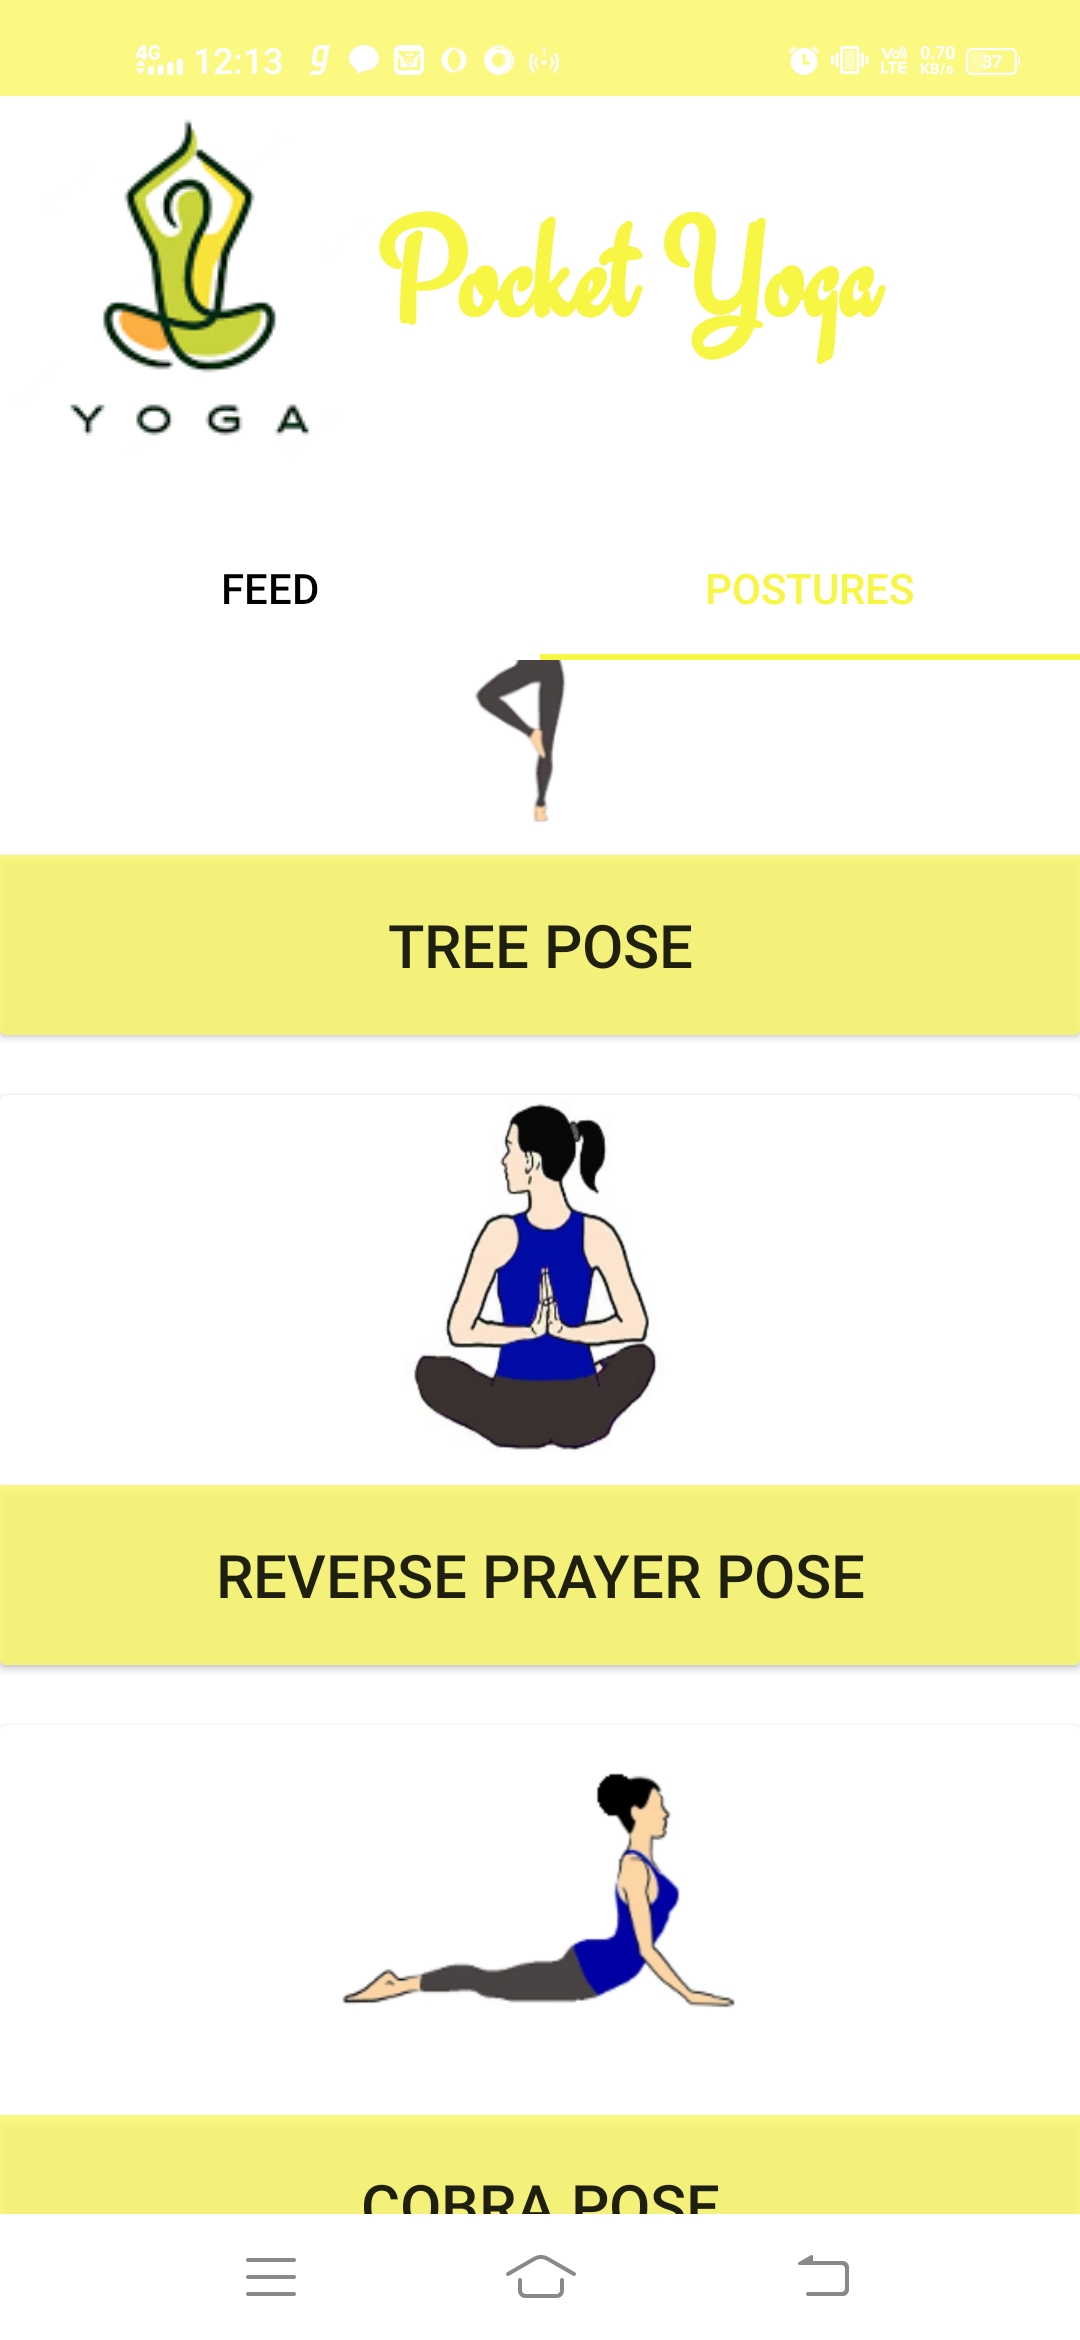 4G 12:13 Vo) LTE 0.70 KB/s 37
Pocket Yoga
YOGA
FEED POSTURES
TREE POSE
REVERSE PRAYER POSE
COBRA POSE